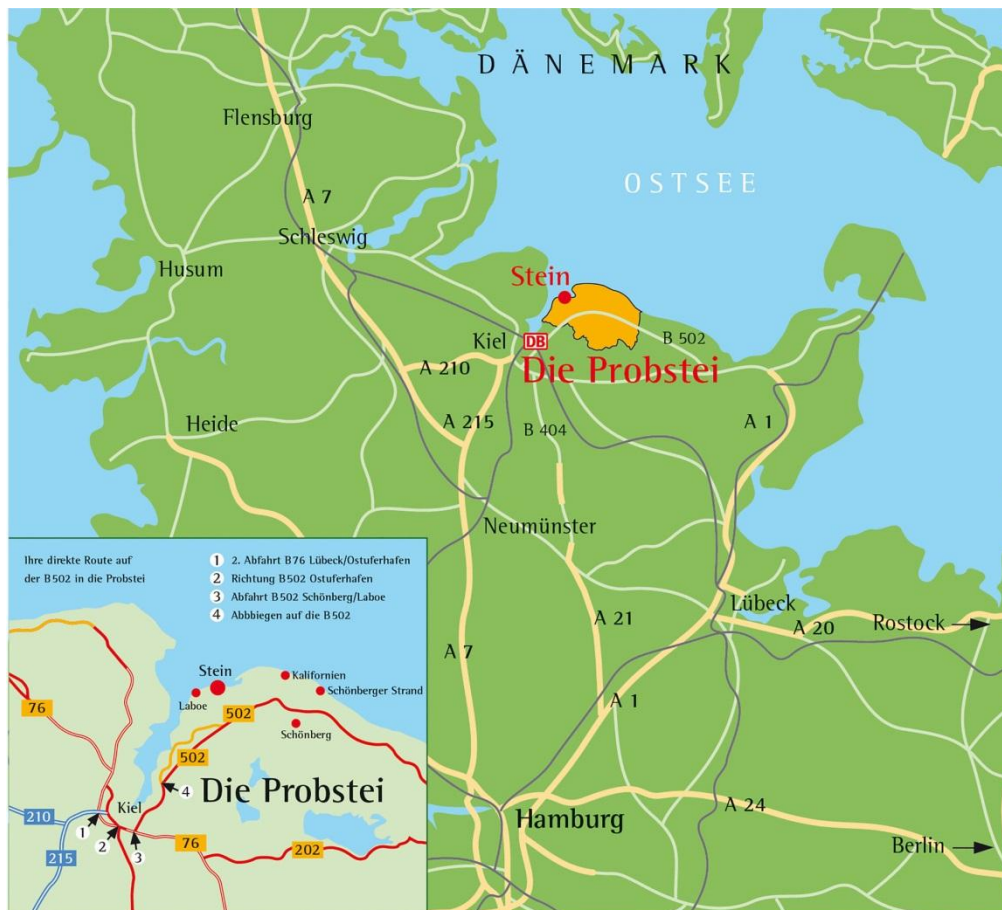 DÄNEMARK
Flensburg
OSTSEE
A 7
Schleswig
Husum
Stein
Kiel
DB
B 502
Die Probstei
A 210
Heide
A 215
B 404
A 1
Neumünster
Lübeck
A 21
A 20
Rostock
A 7
A 1
A 24
Hamburg
Berlin
Ihre direkte Route auf
der B502 in die Probstei
1 2. Abfahrt B76 Lübeck/Ostuferhafen
2 Richtung B502 Ostuferhafen
3 Abfahrt B502 Schönberg/Laboe
4 Abbbiegen auf die B502
Stein
Kalifornien
Laboe
Schönberger Strand
76
502
Schönberg
502
4
Die Probstei
Kiel
210
1
2
3
76
215
202